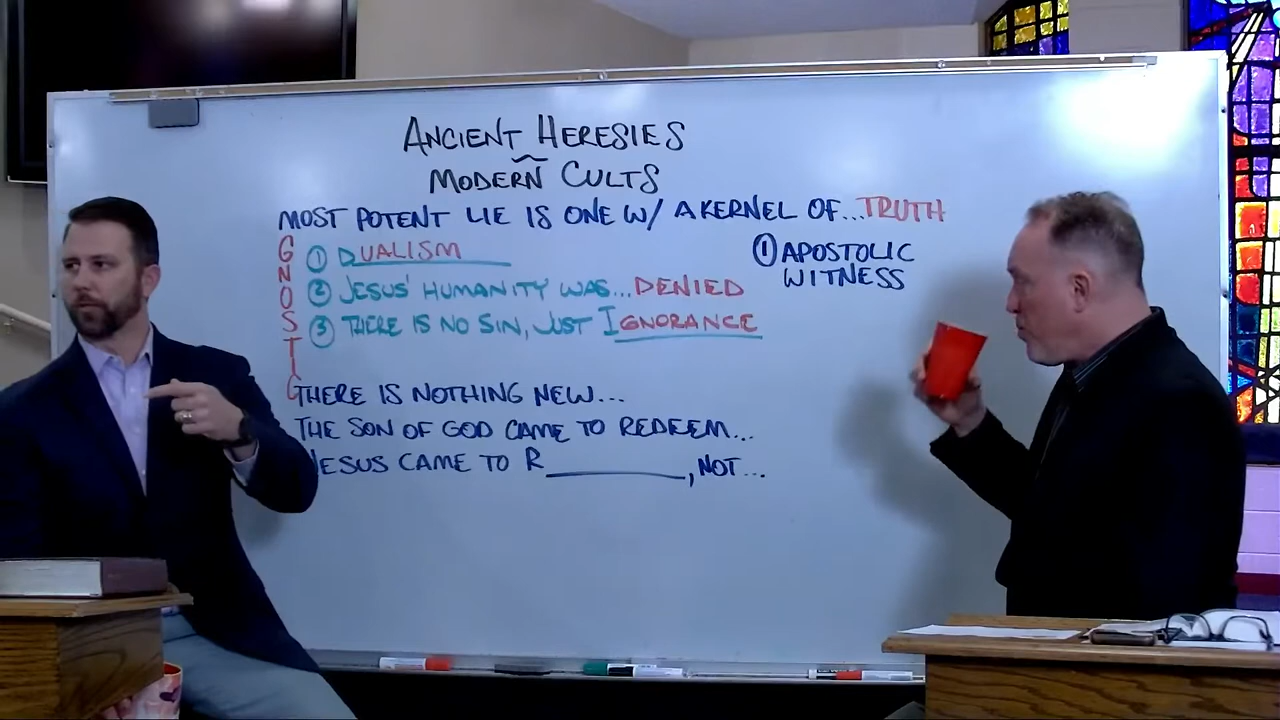 ANCIENT HERESIES
~
MODERN CULTS
MOST POTENT LIE IS ONE W/ A KERNEL OF...TRUTH
GNOSTIC
① DUALISM
② JESUS' HUMANITY WAS...DENIED
③ THERE IS NO SIN, JUST IGNORANCE
① APOSTOLIC
WITNESS
THERE IS NOTHING NEW...
THE SON OF GOD CAME TO REDEEM...
JESUS CAME TO R________, NOT...